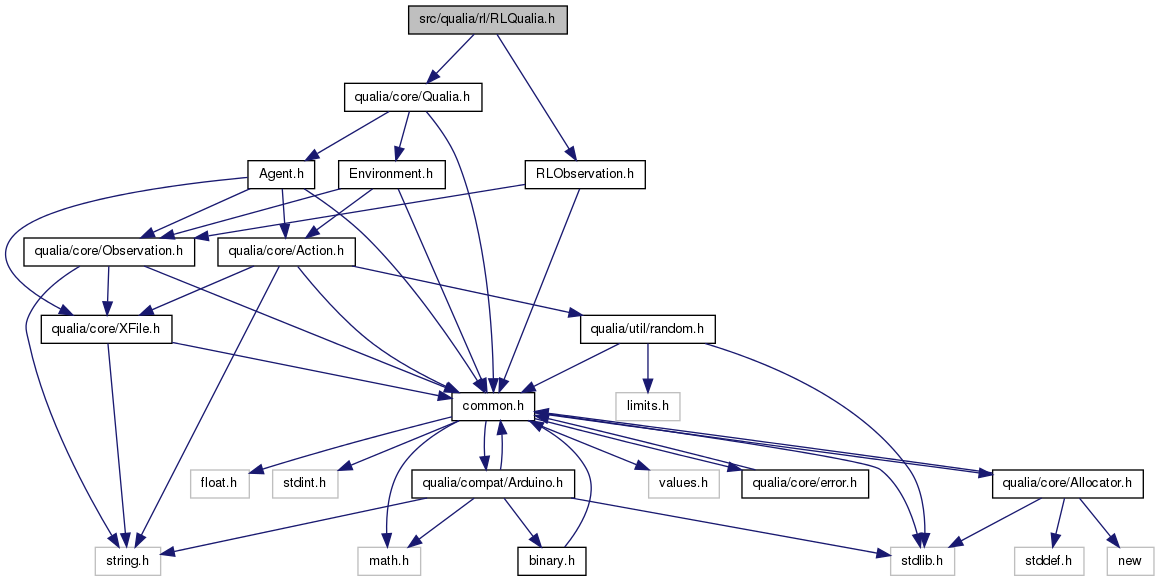 src/qualia/rl/RLQualia.h
qualia/core/Qualia.h
Agent.h
Environment.h
RLObservation.h
qualia/core/Observation.h
qualia/core/Action.h
qualia/core/XFile.h
qualia/util/random.h
common.h
limits.h
float.h
stdint.h
qualia/compat/Arduino.h
values.h
qualia/core/error.h
qualia/core/Allocator.h
string.h
math.h
binary.h
stdlib.h
stddef.h
new